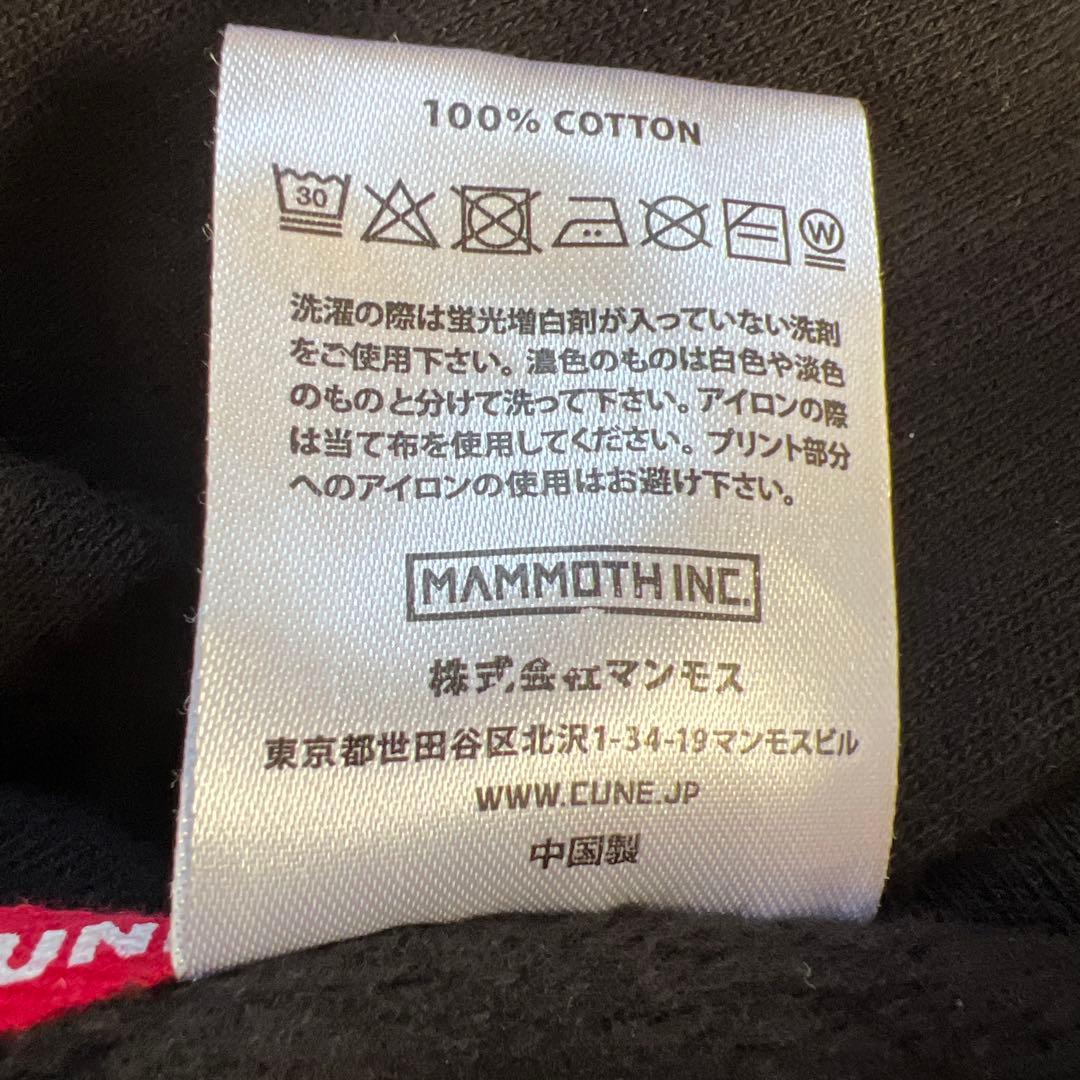 100% COTTON
30
W
洗濯の際は蛍光増白剤が入っていない洗剤
をご使用下さい。濃色のものは白色や淡色
のものと分けて洗って下さい。アイロンの際
は当て布を使用してください。プリント部分
へのアイロンの使用はお避け下さい。
MAMMOTH INC.
株式会社マンモス
東京都世田谷区北沢1-34-19マンモスビル
WWW.CUNE.JP
中国製
CUNE